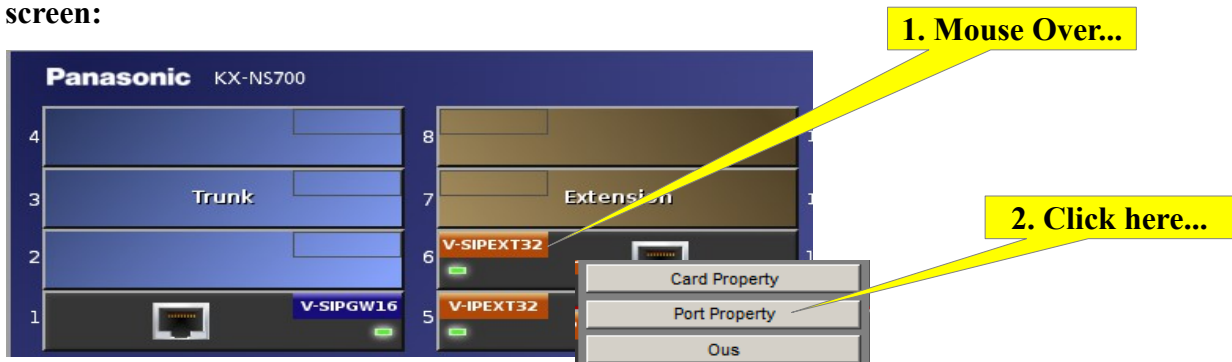 screen:
1. Mouse Over...
Panasonic KX-NS700
4
8
3
Trunk
7
Extension
2. Click here...
2
6
V-SIPEXT32
Card Property
1
V-SIPGW16
5
V-IPEXT32
Port Property
Ous